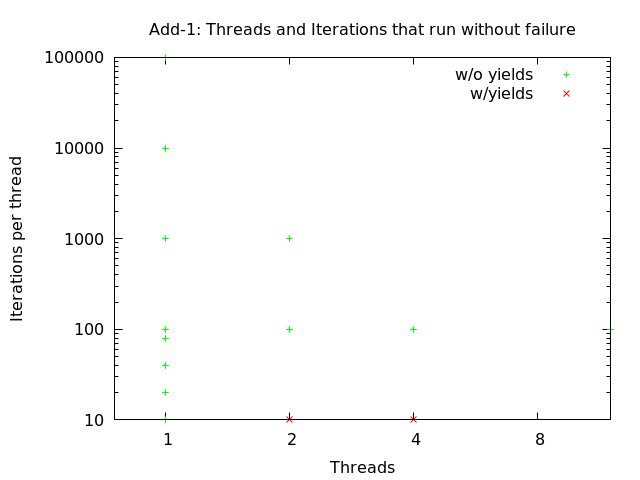 Add-1: Threads and Iterations that run without failure
100000
10000
1000
100
10
Iterations per thread
w/o yields
w/yields
1 2 4 8
Threads